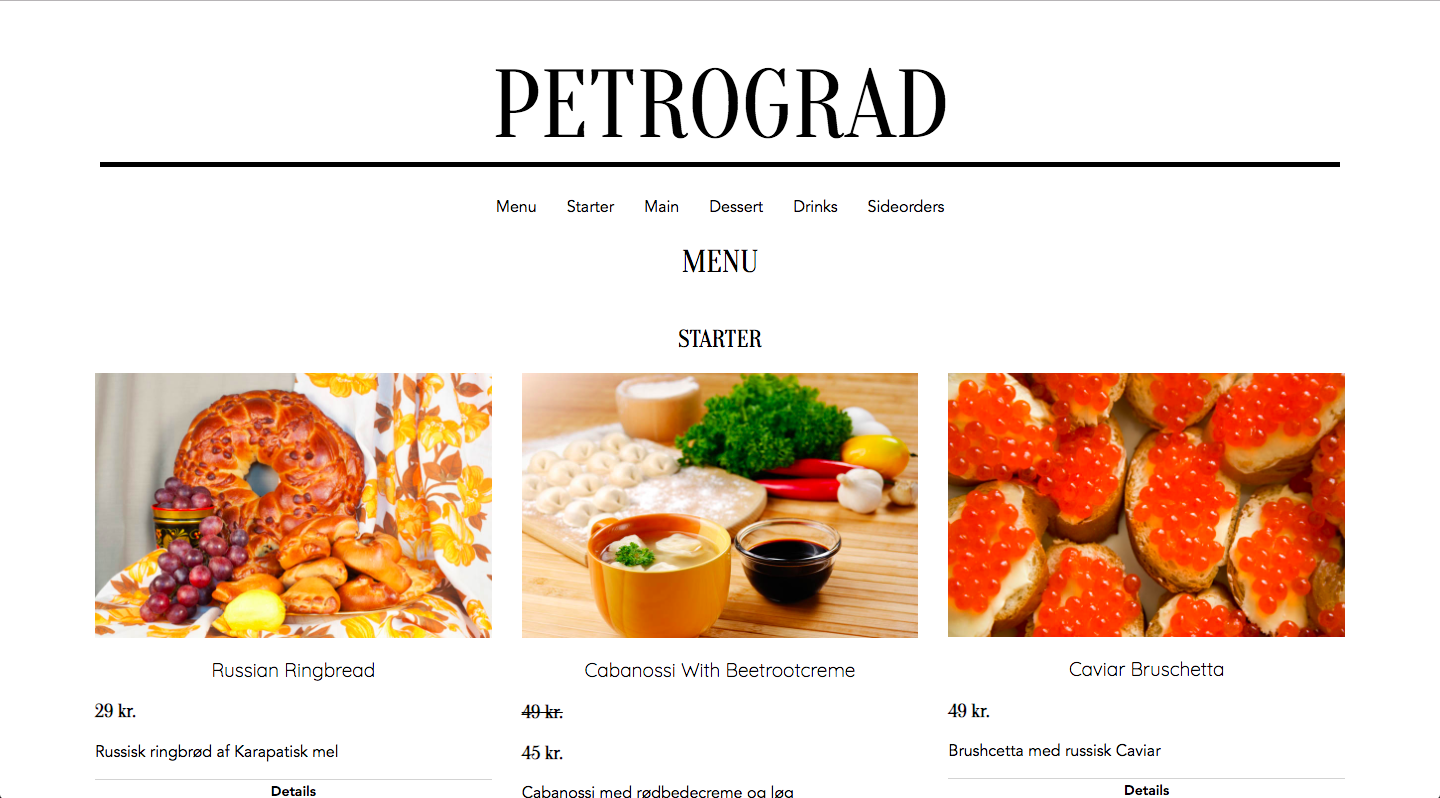 PETROGRAD
Menu Starter Main Dessert Drinks Sideorders
MENU
STARTER
Russian Ringbread
29 kr.
Russisk ringbrød af Karapatisk mel
Details
Cabanossi With Beetrootcreme
49 kr.
45 kr.
Cabanossi med rødbedecreme og løg
Caviar Bruschetta
49 kr.
Brushcetta med russisk Caviar
Details